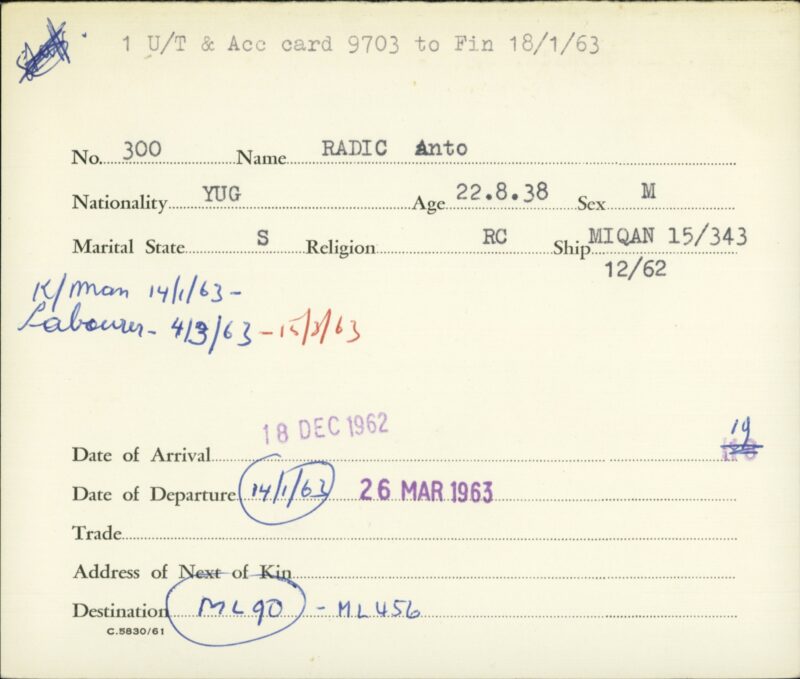 1 U/T & Acc card 9703 to Fin 18/1/63
No. 300 Name RADIC Anto
Nationality YUG Age 22.8.38 Sex M
Marital State S Religion RC Ship MIQAN 15/343
12/62
K/man 14/1/63 -
Labourer - 4/3/63 - 15/3/63
18 DEC 1962
19
Date of Arrival
Date of Departure 14/1/63 26 MAR 1963
Trade
Address of Next of Kin
Destination ML90 - ML456
C.5830/61